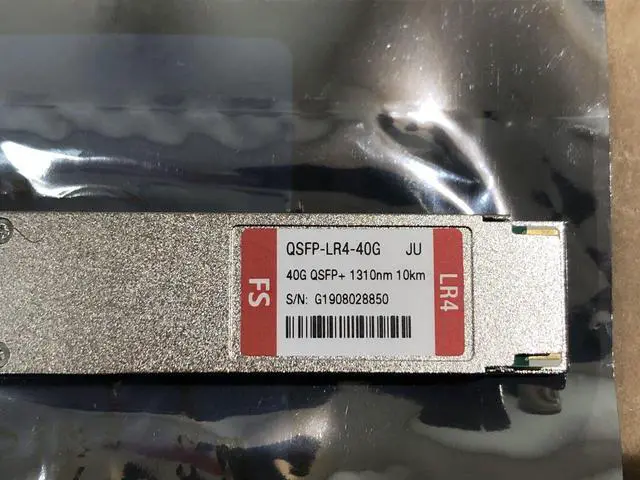 FS
QSFP-LR4-40G JU
40G QSFP+ 1310nm 10km
S/N: G1908028850
LR4